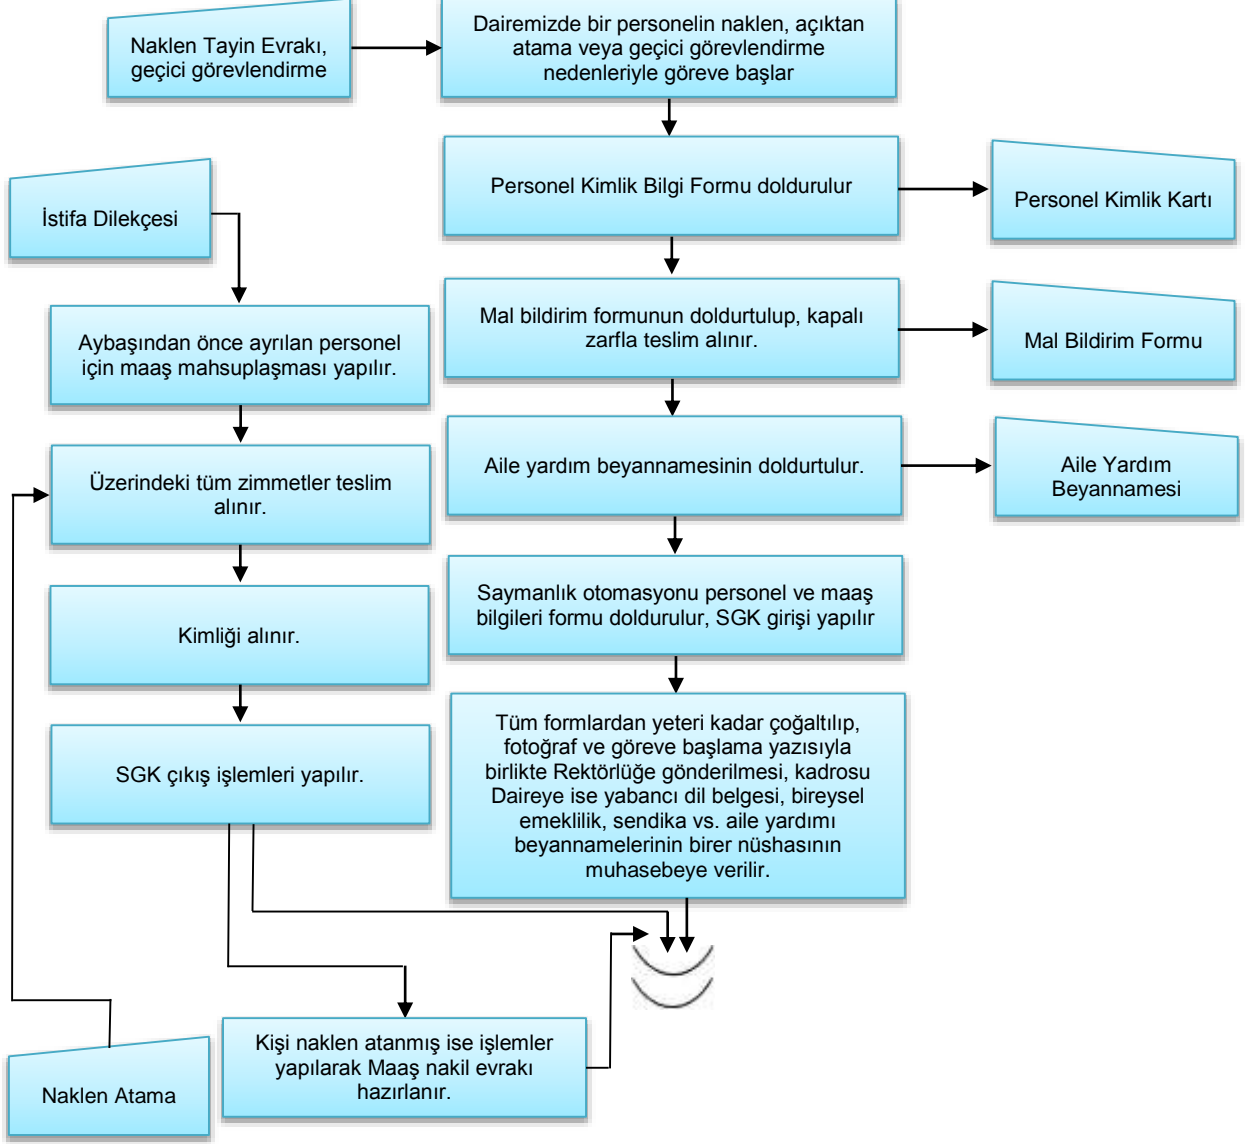 Naklen Tayin Evrakı,
geçici görevlendirme
Dairemizde bir personelin naklen, açıktan
atama veya geçici görevlendirme
nedenleriyle göreve başlar
Personel Kimlik Bilgi Formu doldurulur
Personel Kimlik Kartı
İstifa Dilekçesi
Mal bildirim formunun doldurtulup, kapalı
zarfla teslim alınır.
Mal Bildirim Formu
Aybaşından önce ayrılan personel
için maaş mahsuplaşması yapılır.
Aile yardım beyannamesinin doldurtulur.
Aile Yardım
Beyannamesi
Üzerindeki tüm zimmetler teslim
alınır.
Saymanlık otomasyonu personel ve maaş
bilgileri formu doldurulur, SGK girişi yapılır
Kimliği alınır.
Tüm formlardan yeteri kadar çoğaltılıp,
fotoğraf ve göreve başlama yazısıyla
birlikte Rektörlüğe gönderilmesi, kadrosu
Daireye ise yabancı dil belgesi, bireysel
emeklilik, sendika vs. aile yardımı
beyannamelerinin birer nüshasının
muhasebeye verilir.
SGK çıkış işlemleri yapılır.
Kişi naklen atanmış ise işlemler
yapılarak Maaş nakil evrakı
hazırlanır.
Naklen Atama